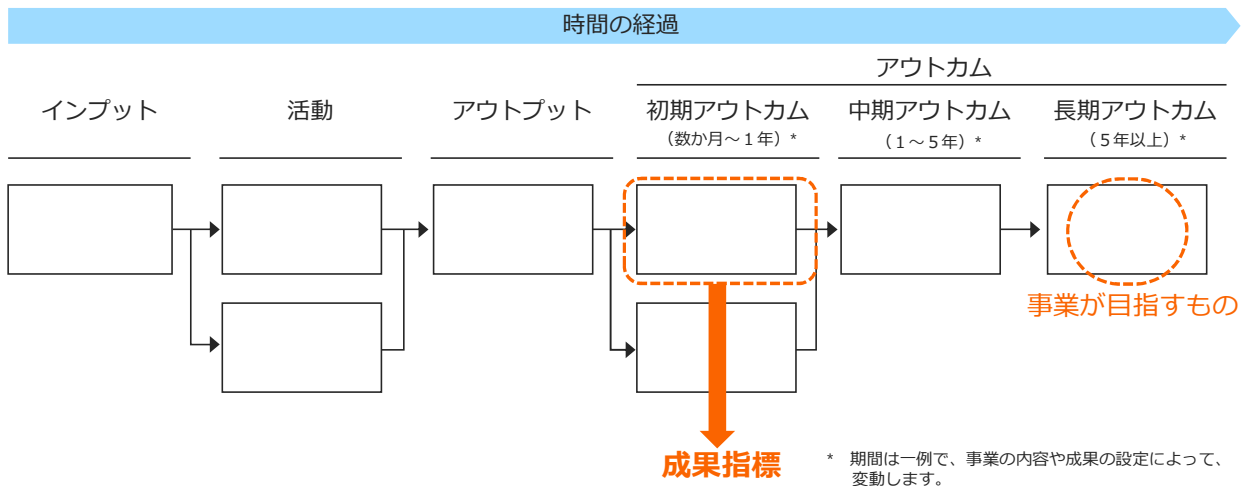 時間の経過
アウトカム
インプット
活動
アウトプット
初期アウトカム
（数か月～１年）*
中期アウトカム
（１～５年）*
長期アウトカム
（５年以上）*
事業が目指すもの
成果指標
* 期間は一例で、事業の内容や成果の設定によって、
変動します。